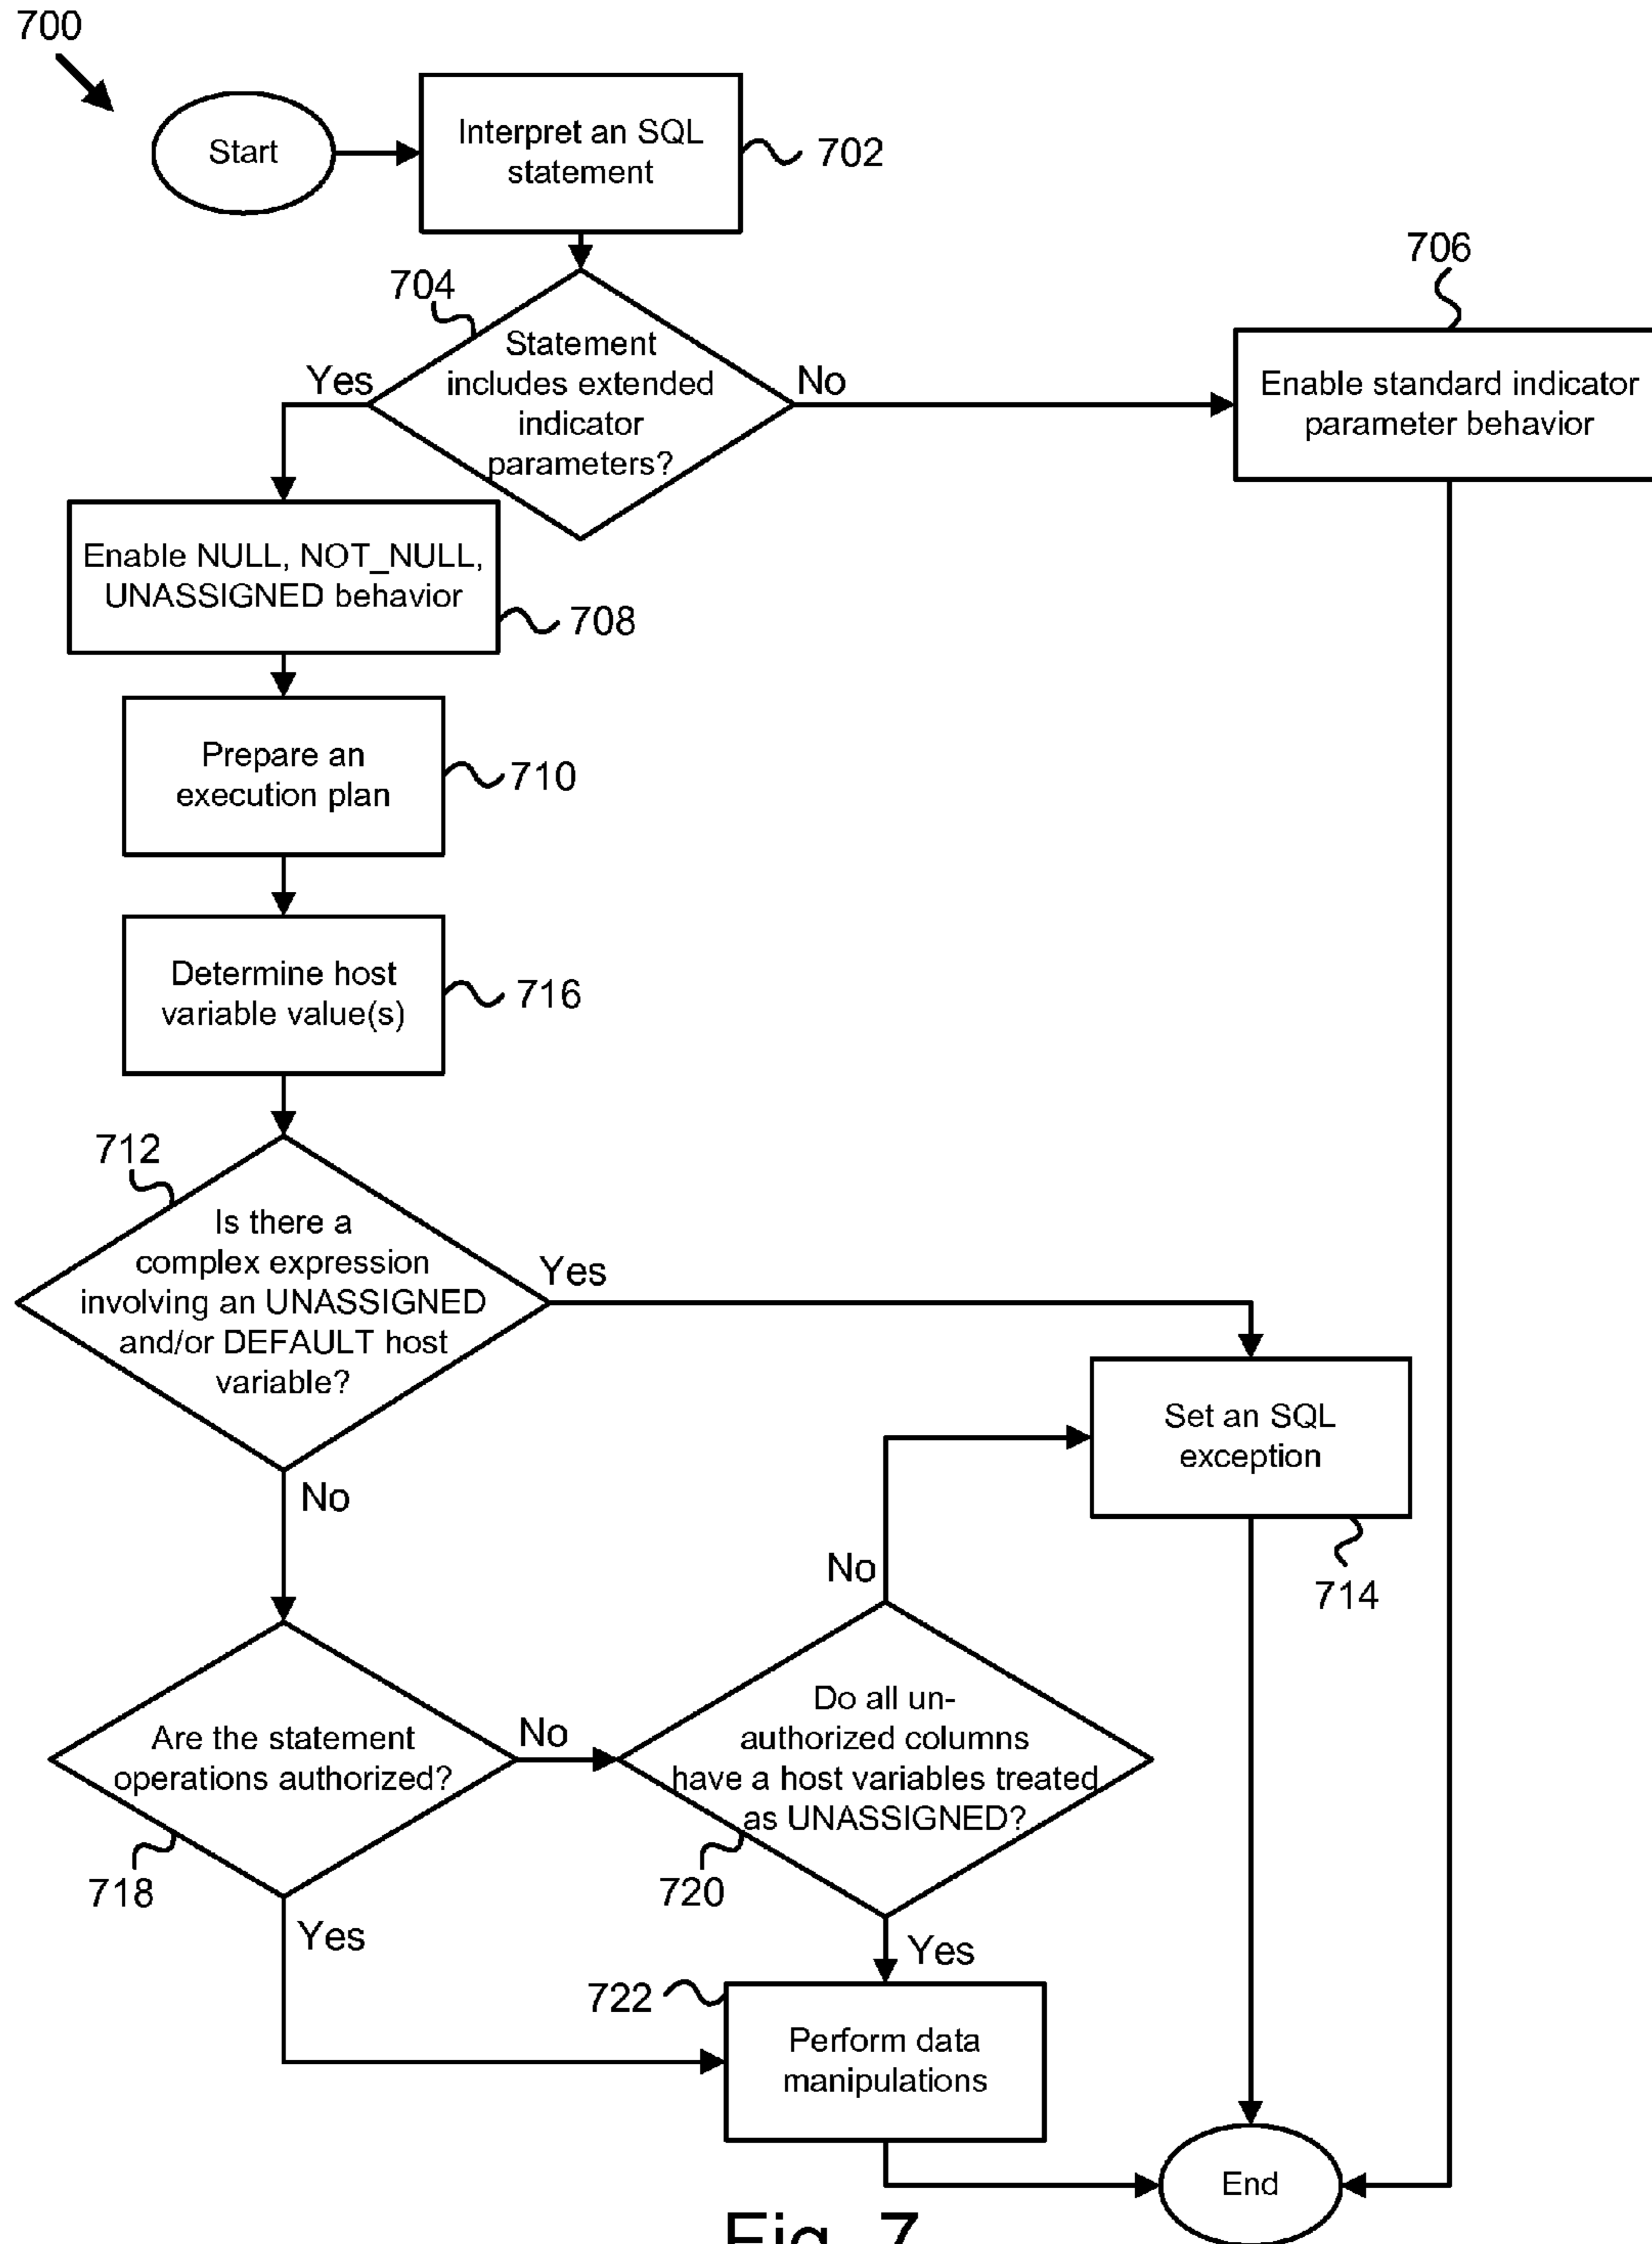 700
Start
Interpret an SQL
statement
702
704
Statement
includes extended
indicator
parameters?
Yes
No
706
Enable standard indicator
parameter behavior
Enable NULL, NOT_NULL,
UNASSIGNED behavior
708
Prepare an
execution plan
710
Determine host
variable value(s)
716
712
Is there a
complex expression
involving an UNASSIGNED
and/or DEFAULT host
variable?
Yes
No
Set an SQL
exception
714
No
Are the statement
operations authorized?
718
No
Yes
Do all un-
authorized columns
have a host variables treated
as UNASSIGNED?
720
Yes
722
Perform data
manipulations
End
Fig. 7